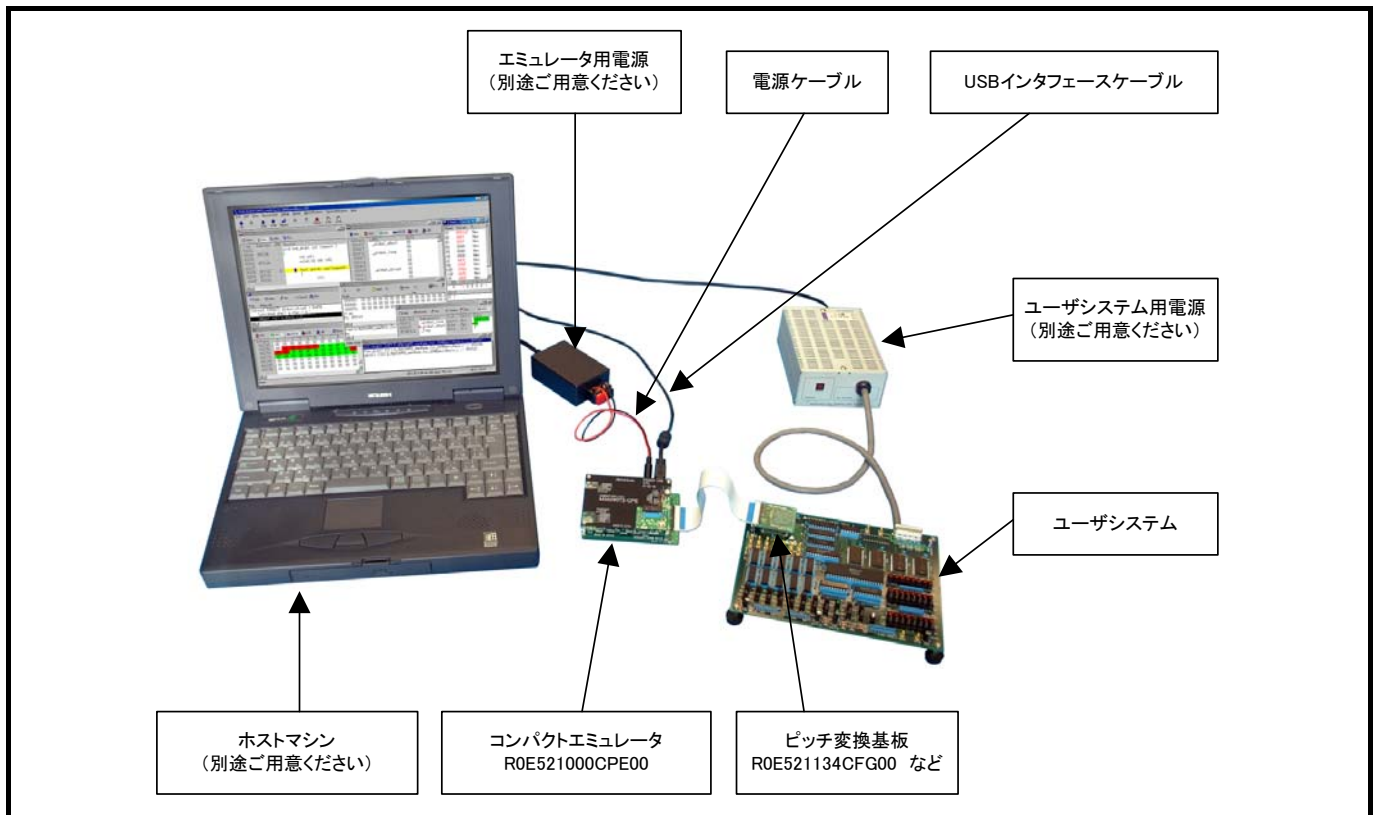 エミュレータ用電源
(別途ご用意ください)
電源ケーブル
USBインタフェースケーブル
ユーザシステム用電源
(別途ご用意ください)
ユーザシステム
ホストマシン
(別途ご用意ください)
コンパクトエミュレータ
R0E521000CPE00
ピッチ変換基板
R0E521134CFG00 など